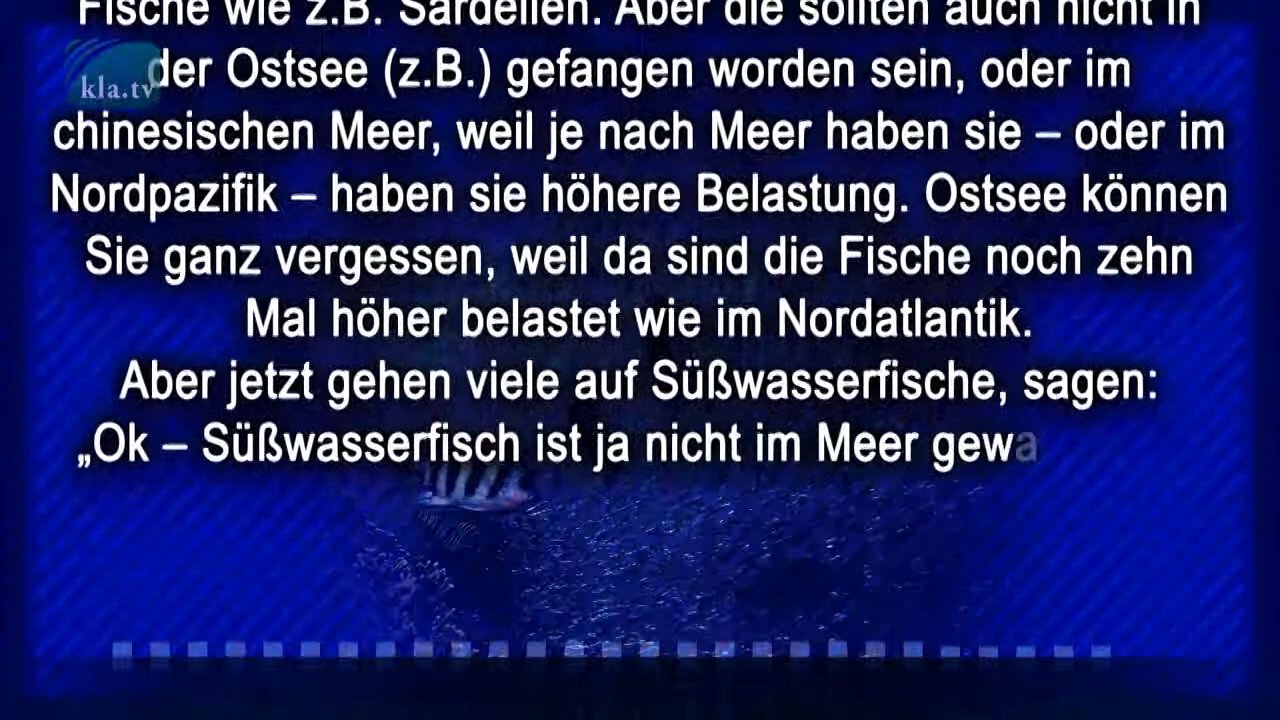 Fische wie z.B. Sardellen. Aber die sollten auch nicht in
der Ostsee (z.B.) gefangen worden sein, oder im
kla.tv
chinesischen Meer, weil je nach Meer haben sie – oder im
Nordpazifik – haben sie höhere Belastung. Ostsee können
Sie ganz vergessen, weil da sind die Fische noch zehn
Mal höher belastet wie im Nordatlantik.
Aber jetzt gehen viele auf Süßwasserfische, sagen:
„Ok – Süßwasserfisch ist ja nicht im Meer gewa